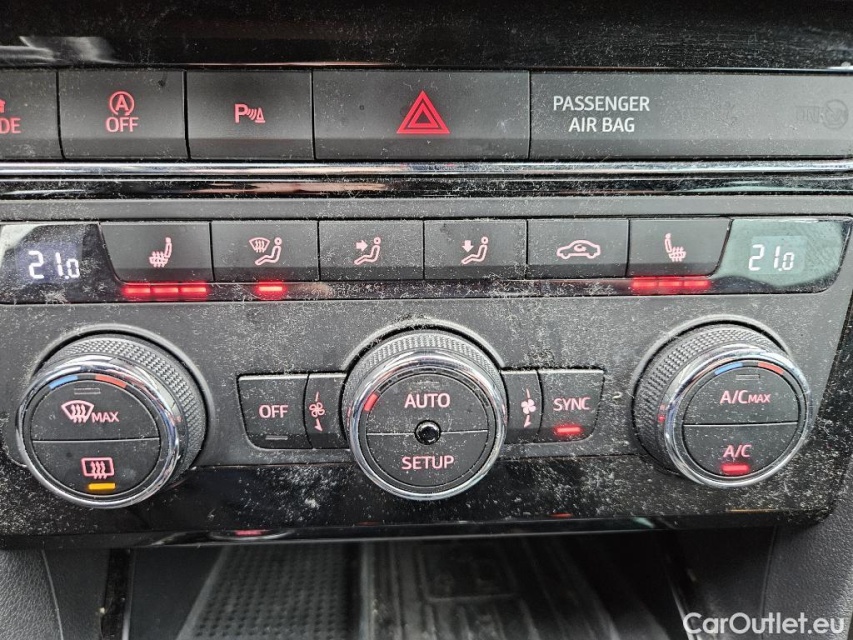 DE
A
OFF
P
PASSENGER
AIR BAG
21.0
21.0
MAX
OFF
AUTO
SETUP
SYNC
A/C MAX
A/C
CarOutlet.eu